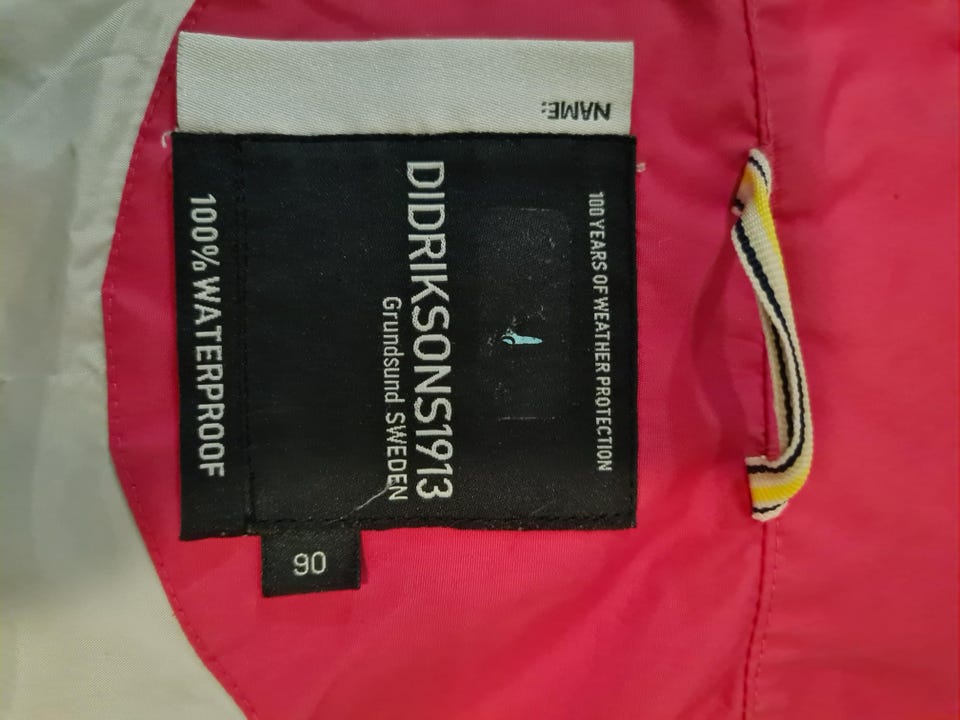 100 YEARS OF WEATHER PROTECTION
DIDRIKSONS1913
Grundsund SWEDEN
100% WATERPROOF
NAME:
90